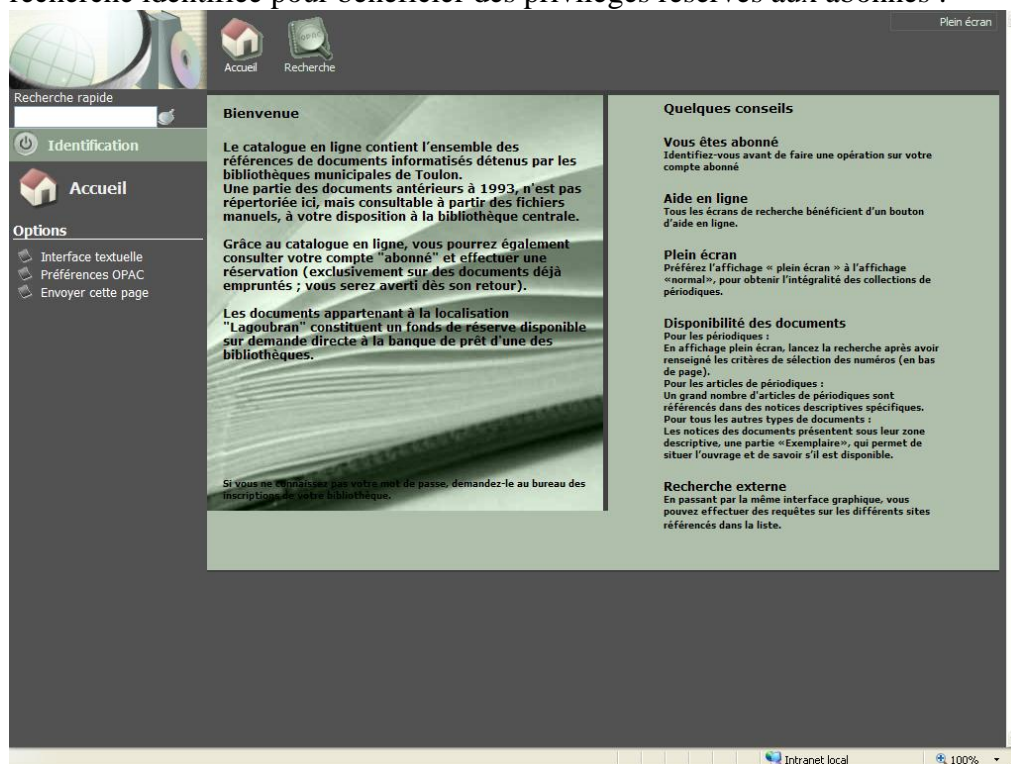 recherche identifiée pour bénéficier des privilèges réservés aux abonnés :
Plein écran
OPAC
Accueil
Recherche
Recherche rapide
Identification
Accueil
Options
Interface textuelle
Préférences OPAC
Envoyer cette page
Bienvenue
Le catalogue en ligne contient l'ensemble des
références de documents informatisés détenus par les
bibliothèques municipales de Toulon.
Une partie des documents antérieurs à 1993, n'est pas
répertoriée ici, mais consultable à partir des fichiers
manuels, à votre disposition à la bibliothèque centrale.
Grâce au catalogue en ligne, vous pourrez également
consulter votre compte "abonné" et effectuer une
réservation (exclusivement sur des documents déjà
empruntés ; vous serez averti dès son retour).
Les documents appartenant à la localisation
"Lagoubran" constituent un fonds de réserve disponible
sur demande directe à la banque de prêt d'une des
bibliothèques.
Si vous ne connaissez pas votre mot de passe, demandez-le au bureau des
inscriptions de votre bibliothèque.
Quelques conseils
Vous êtes abonné
Identifiez-vous avant de faire une opération sur votre
compte abonné
Aide en ligne
Tous les écrans de recherche bénéficient d'un bouton
d'aide en ligne.
Plein écran
Préférez l'affichage « plein écran » à l'affichage
«normal», pour obtenir l'intégralité des collections de
périodiques.
Disponibilité des documents
Pour les périodiques :
En affichage plein écran, lancez la recherche après avoir
renseigné les critères de sélection des numéros (en bas
de page).
Pour les articles de périodiques :
Un grand nombre d'articles de périodiques sont
référencés dans des notices descriptives spécifiques.
Pour tous les autres types de documents :
Les notices des documents présentent sous leur zone
descriptive, une partie «Exemplaire», qui permet de
situer l'ouvrage et de savoir s'il est disponible.
Recherche externe
En passant par la même interface graphique, vous
pouvez effectuer des requêtes sur les différents sites
référencés dans la liste.
Intranet local
100%